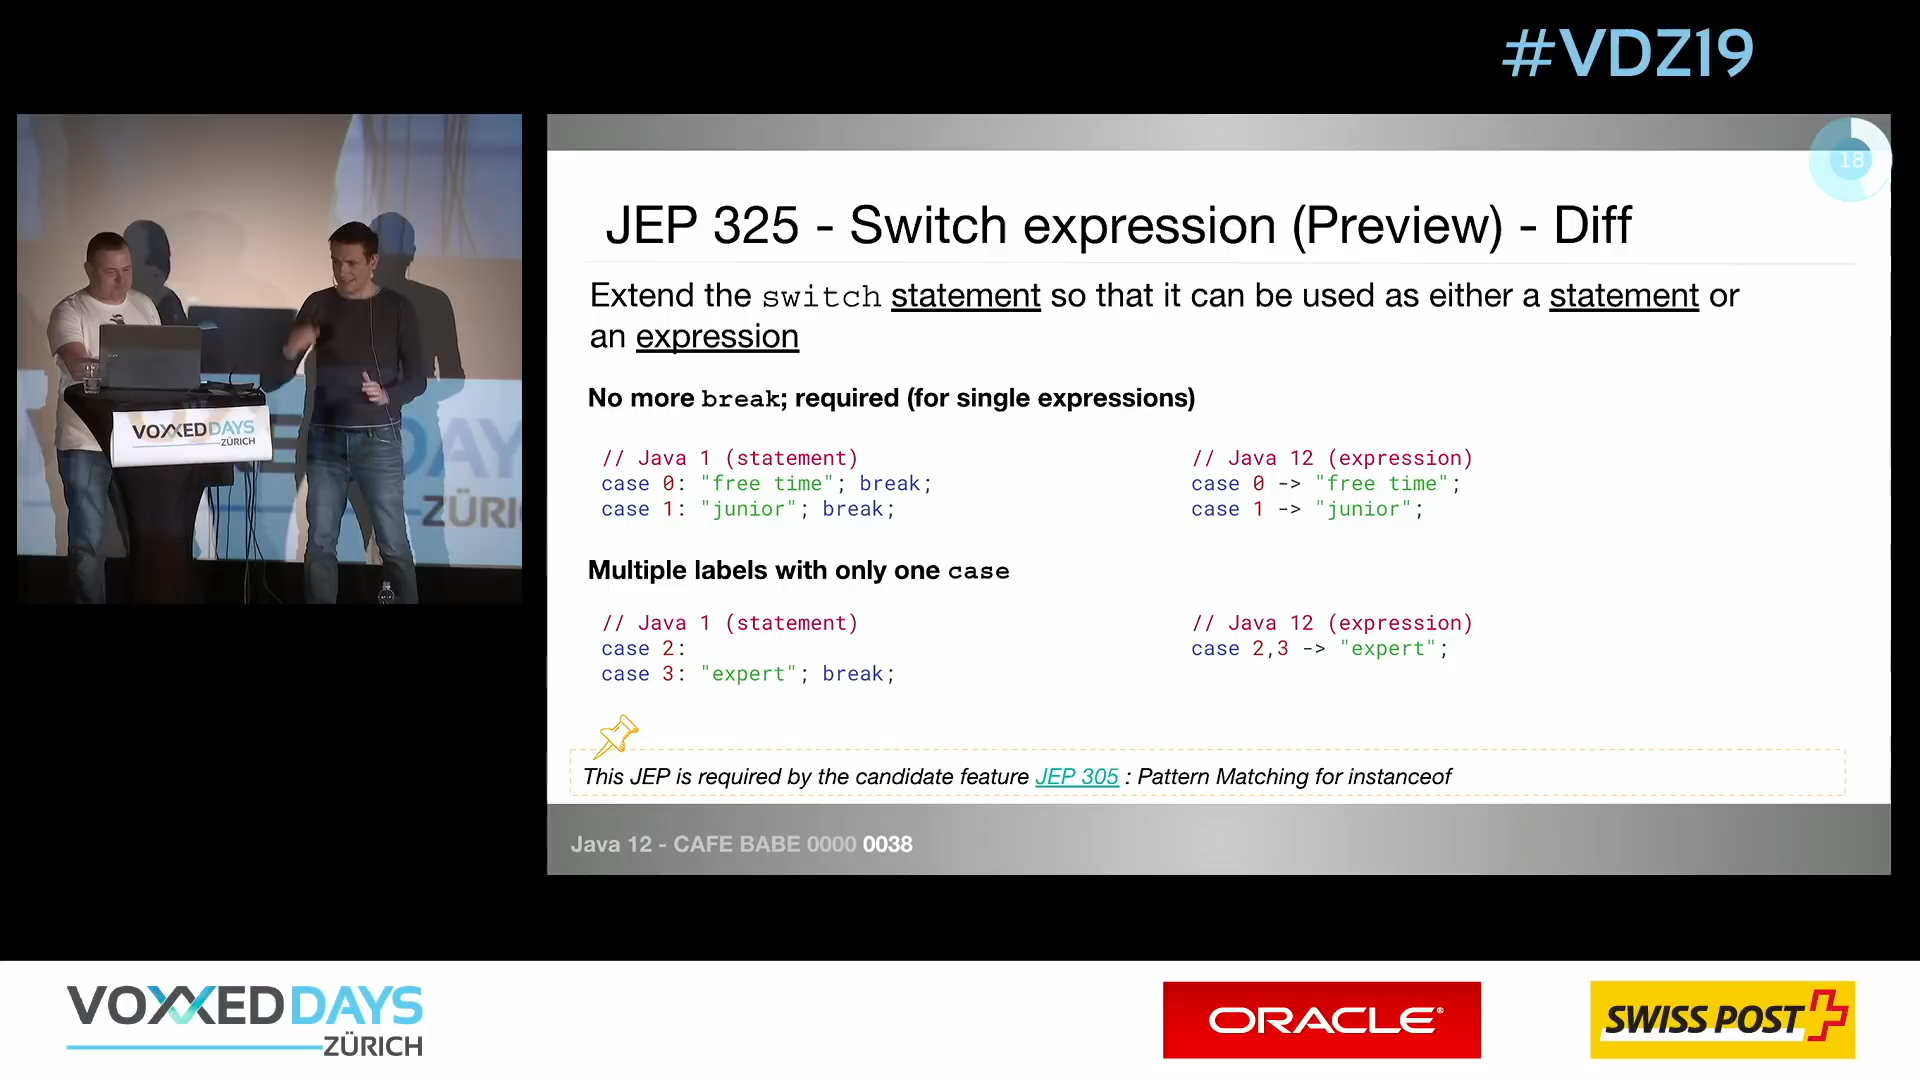 #VDZ19
18
JEP 325 - Switch expression (Preview) - Diff
Extend the switch statement so that it can be used as either a statement or
an expression
No more break; required (for single expressions)
// Java 1 (statement)
case 0: "free time"; break;
case 1: "junior"; break;
// Java 12 (expression)
case 0 -> "free time";
case 1 -> "junior";
Multiple labels with only one case
// Java 1 (statement)
case 2:
case 3: "expert"; break;
// Java 12 (expression)
case 2,3 -> "expert";
This JEP is required by the candidate feature JEP 305 : Pattern Matching for instanceof
Java 12 - CAFE BABE 0000 0038
VOXXED DAYS
ZÜRICH
DAY
ZÜRI
VOXXED DAYS
ZÜRICH
ORACLE®
SWISS POST